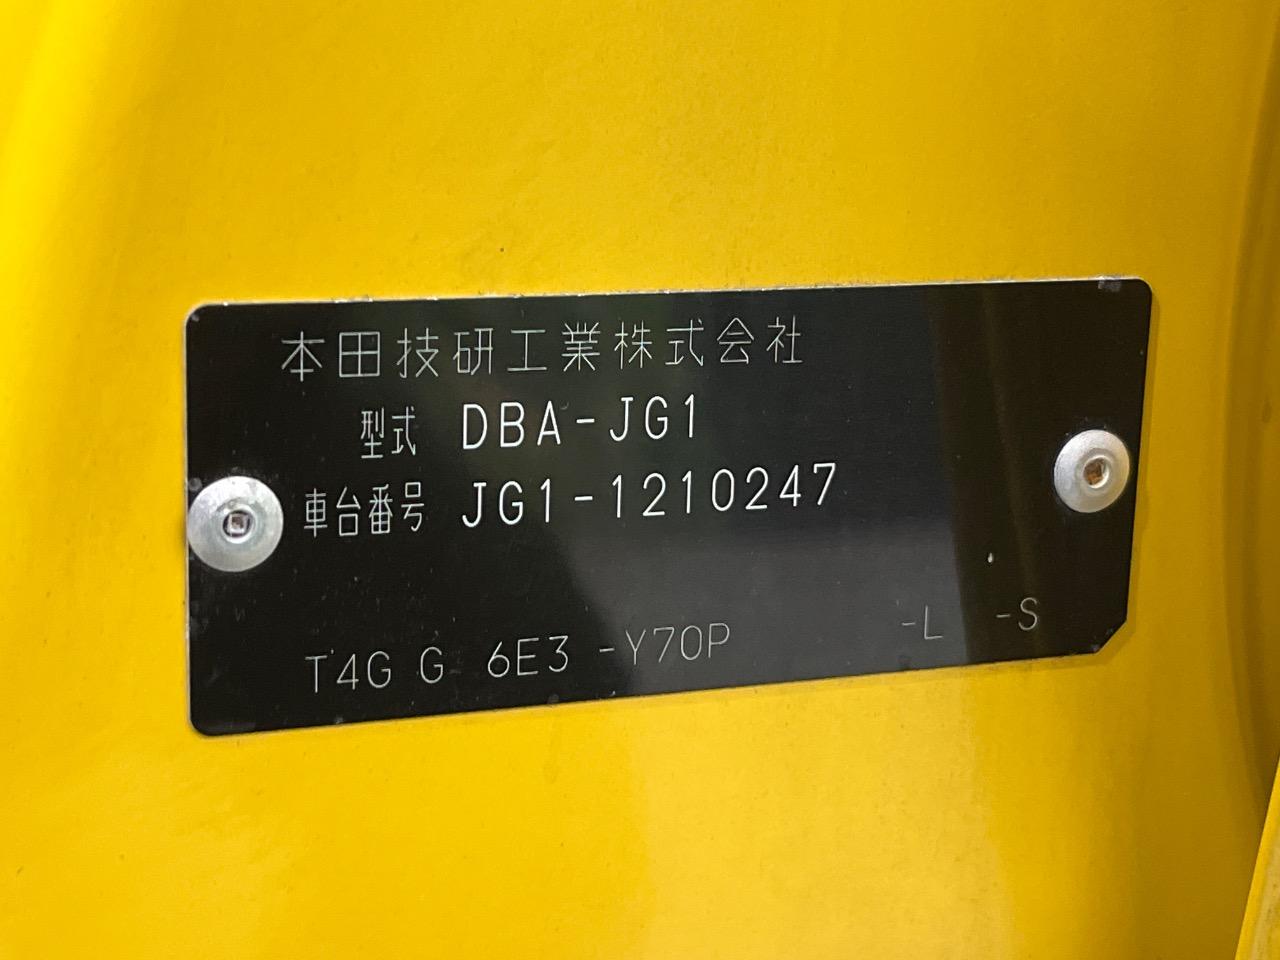 本田技研工業株式会社
型式 DBA-JG1
車台番号 JG1-1210247
T4G G 6E3 -Y70P -L -S